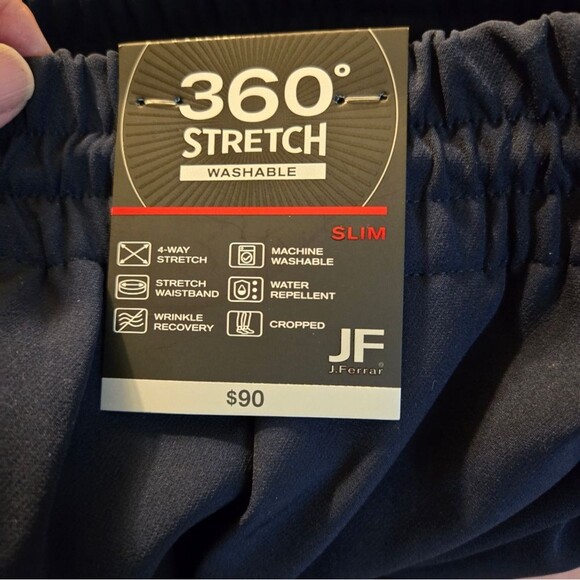 360°
STRETCH
WASHABLE
SLIM
4-WAY
STRETCH
MACHINE
WASHABLE
STRETCH
WAISTBAND
WATER
REPELLENT
WRINKLE
RECOVERY
CROPPED
JF
J.Ferrar®
$90